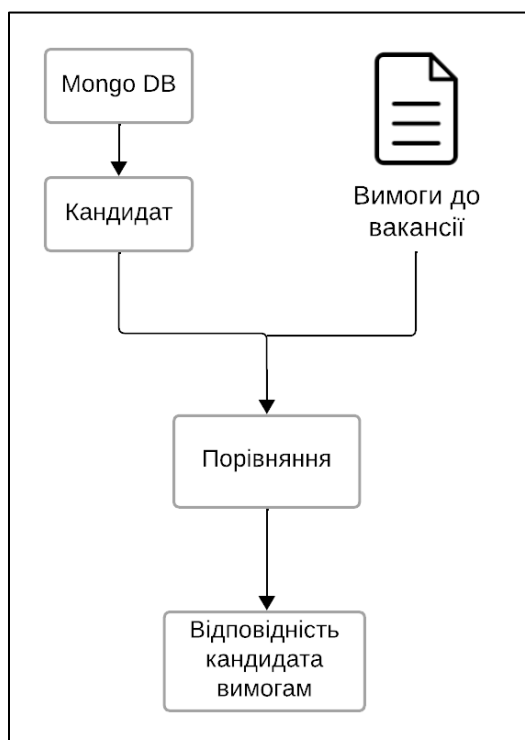 Mongo DB
Кандидат
Вимоги до
вакансії
Порівняння
Відповідність
кандидата
вимогам